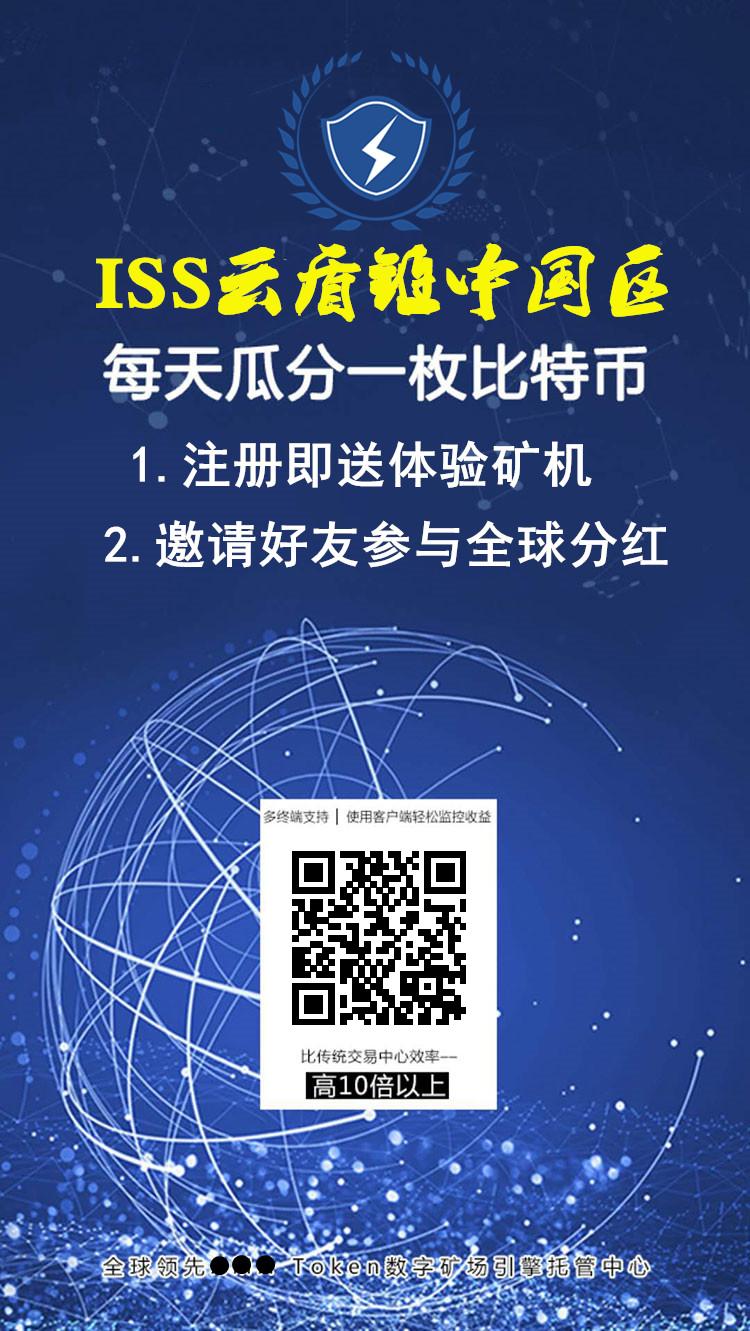 ISS云盾链中国区
每天瓜分一枚比特币
1. 注册即送体验矿机
2. 邀请好友参与全球分红
多终端支持 | 使用客户端轻松监控收益
比传统交易中心效率——
高10倍以上
全球领先●●● Token数字矿场引擎托管中心